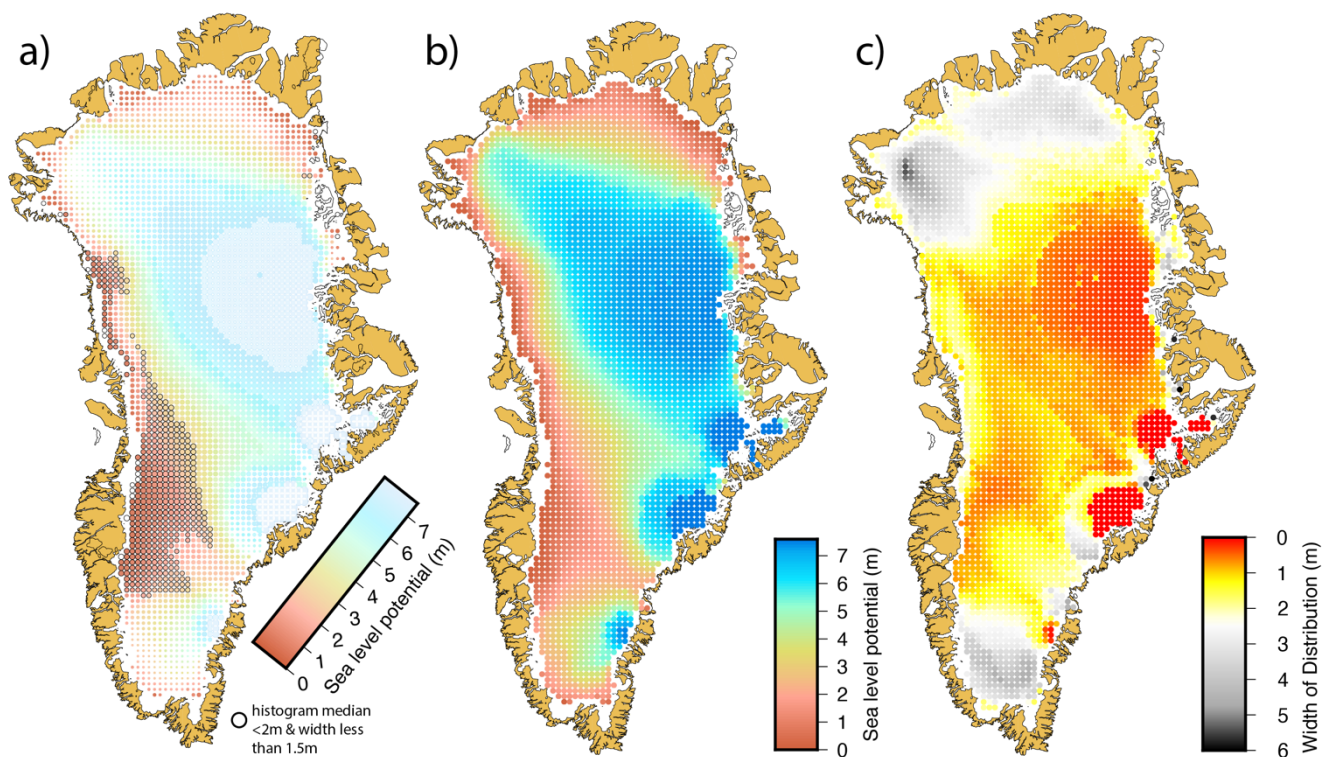 a)
b)
c)
0 1 2 3 4 5 6 7
Sea level potential (m)
histogram median
<2m & width less
than 1.5m
7
6
5
4
3
2
1
0
Sea level potential (m)
0
1
2
3
4
5
6
Width of Distribution (m)